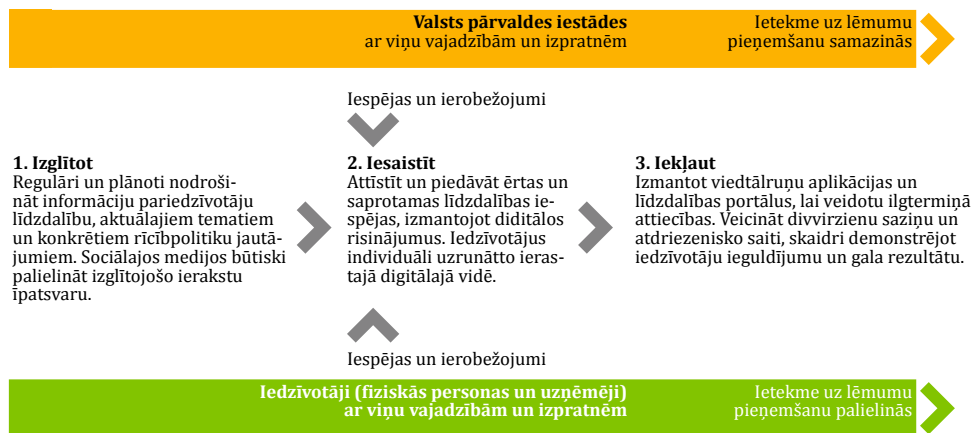 Valsts pārvaldes iestādes
ar viņu vajadzībām un izpratnēm
Ietekme uz lēmumu
pieņemšanu samazinās
Iespējas un ierobežojumi
1. Izglītot
Regulāri un plānoti nodroši-
nāt informāciju pariedzīvotāju
līdzdalību, aktuālajiem tematiem
un konkrētiem rīcībpolitiku jautā-
jumiem. Sociālajos medijos būtiski
palielināt izglītojošo ierakstu
īpatsvaru.
2. Iesaistīt
Attīstīt un piedāvāt ērtas un
saprotamas līdzdalības ie-
spējas, izmantojot diditālos
risinājumus. Iedzīvotājus
individuāli uzrunātto ieras-
tajā digitālajā vidē.
3. Iekļaut
Izmantot viedtālruņu aplikācijas un
līdzdalības portālus, lai veidotu ilgtermiņā
attiecības. Veicināt divvirzienu saziņu un
atdriezenisko saiti, skaidri demonstrējot
iedzīvotāju ieguldījumu un gala rezultātu.
Iespējas un ierobežojumi
Iedzīvotāji (fiziskās personas un uzņēmēji)
ar viņu vajadzībām un izpratnēm
Ietekme uz lēmumu
pieņemšanu palielinās